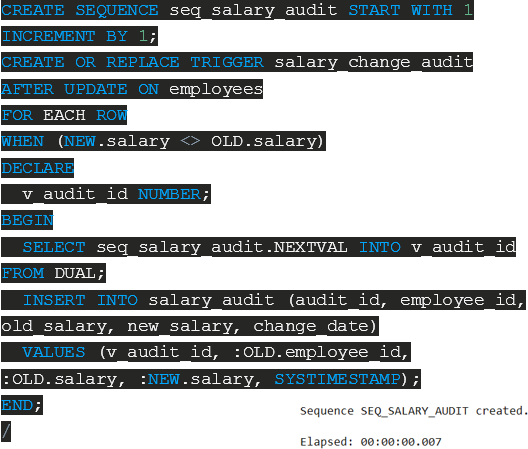 CREATE SEQUENCE seq_salary_audit START WITH 1
INCREMENT BY 1;
CREATE OR REPLACE TRIGGER salary_change_audit
AFTER UPDATE ON employees
FOR EACH ROW
WHEN (NEW.salary <> OLD.salary)
DECLARE
  v_audit_id NUMBER;
BEGIN
  SELECT seq_salary_audit.NEXTVAL INTO v_audit_id
FROM DUAL;
  INSERT INTO salary_audit (audit_id, employee_id,
old_salary, new_salary, change_date)
  VALUES (v_audit_id, :OLD.employee_id,
:OLD.salary, :NEW.salary, SYSTIMESTAMP);
END;
/
Sequence SEQ_SALARY_AUDIT created.
Elapsed: 00:00:00.007